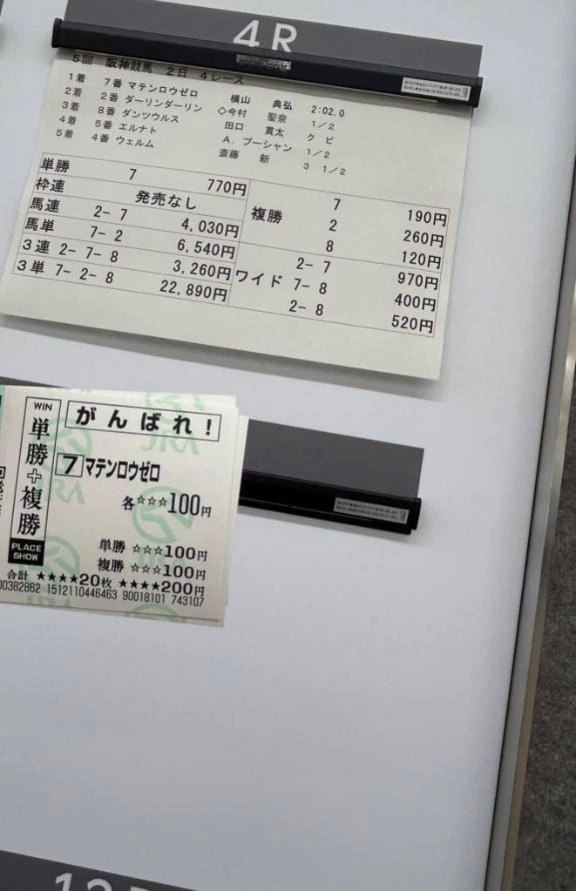 4R
5回 阪神競馬 2日 4レース
1着 7番 マテンロウゼロ 横山 典弘 2:02.0
2着 2番 ダーリンダーリン ◇今村 聖奈 1/2
3着 8番 ダンツウルス 田口 貫太 クビ
4着 5番 エルナト A. プーシャン 1/2
5着 4番 ウェルム 斎藤 新 3 1/2
単勝 7 770円
枠連 発売なし
馬連 2- 7 4,030円
馬単 7- 2 6,540円
3連 2- 7- 8 3,260円
3単 7- 2- 8 22,890円
複勝 7 190円
2 260円
8 120円
ワイド 2- 7 970円
7- 8 400円
2- 8 520円
WIN
単勝+複勝
PLACE
SHOW
がんばれ!
7 マテンロウゼロ
各☆☆☆100円
単勝 ☆☆☆100円
複勝 ☆☆☆100円
合計 ★★★★20枚 ★★★★200円
00382862 1512110446463 90018101 743107
JRA